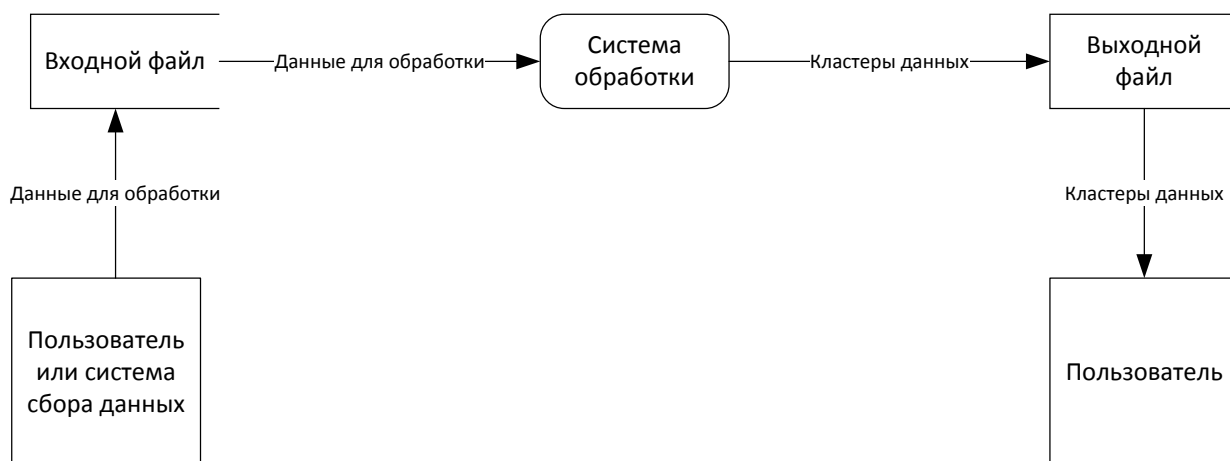 Входной файл
Данные для обработки
Система
обработки
Кластеры данных
Выходной
файл
Данные для обработки
Кластеры данных
Пользователь
или система
сбора данных
Пользователь